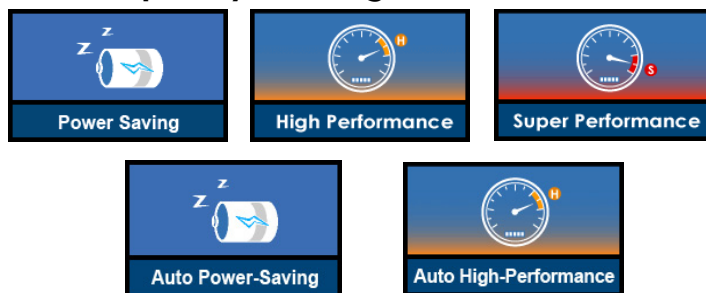 z
Z
Power Saving
H
High Performance
S
Super Performance
z
Z
Auto Power-Saving
H
Auto High-Performance